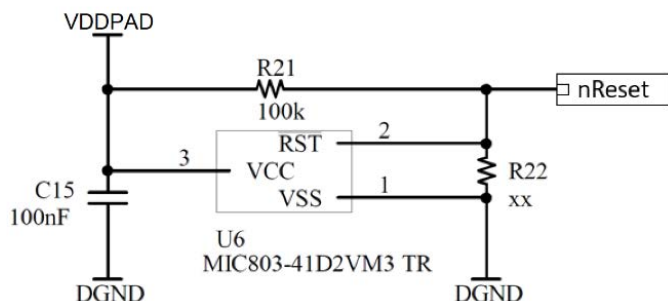 VDDPAD
R21
100k
nReset
RST
2
3
VCC
R22
C15
100nF
VSS
1
xx
U6
MIC803-41D2VM3 TR
DGND
DGND